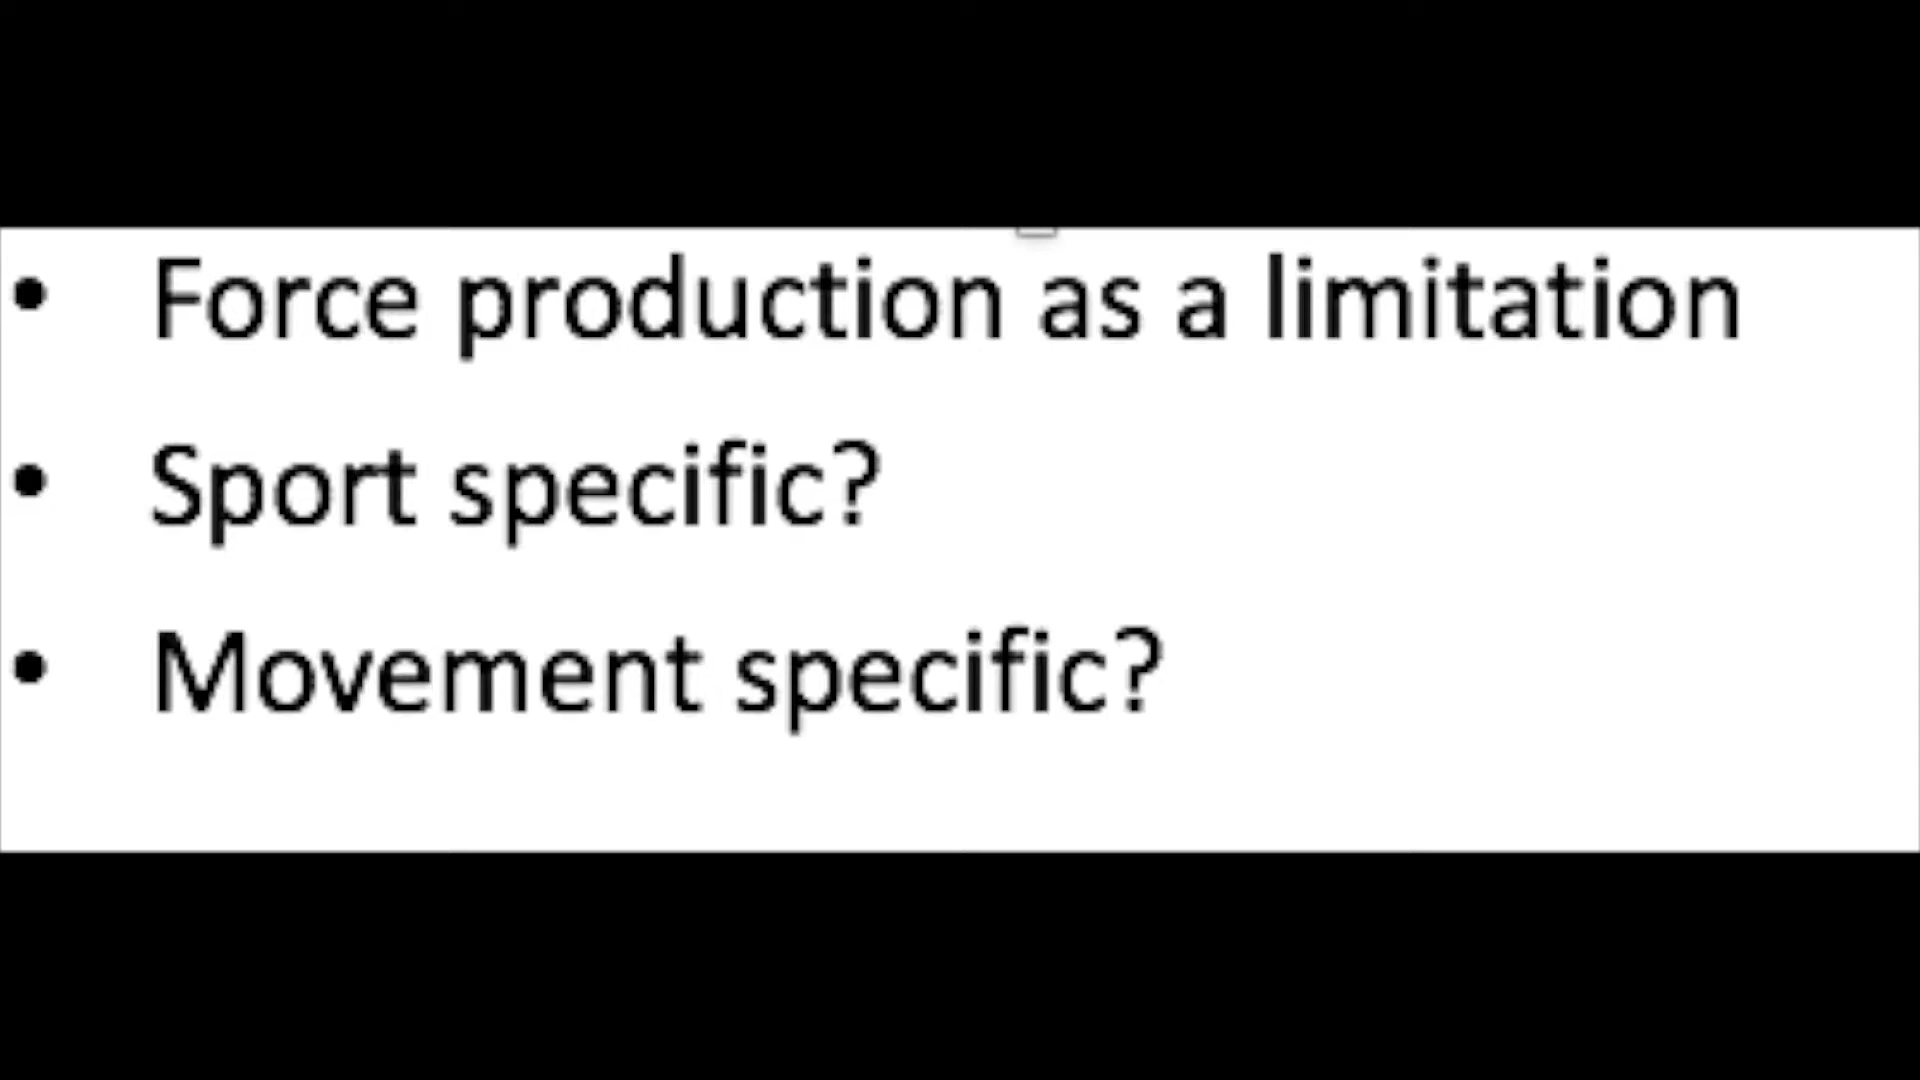 • Force production as a limitation
• Sport specific?
• Movement specific?